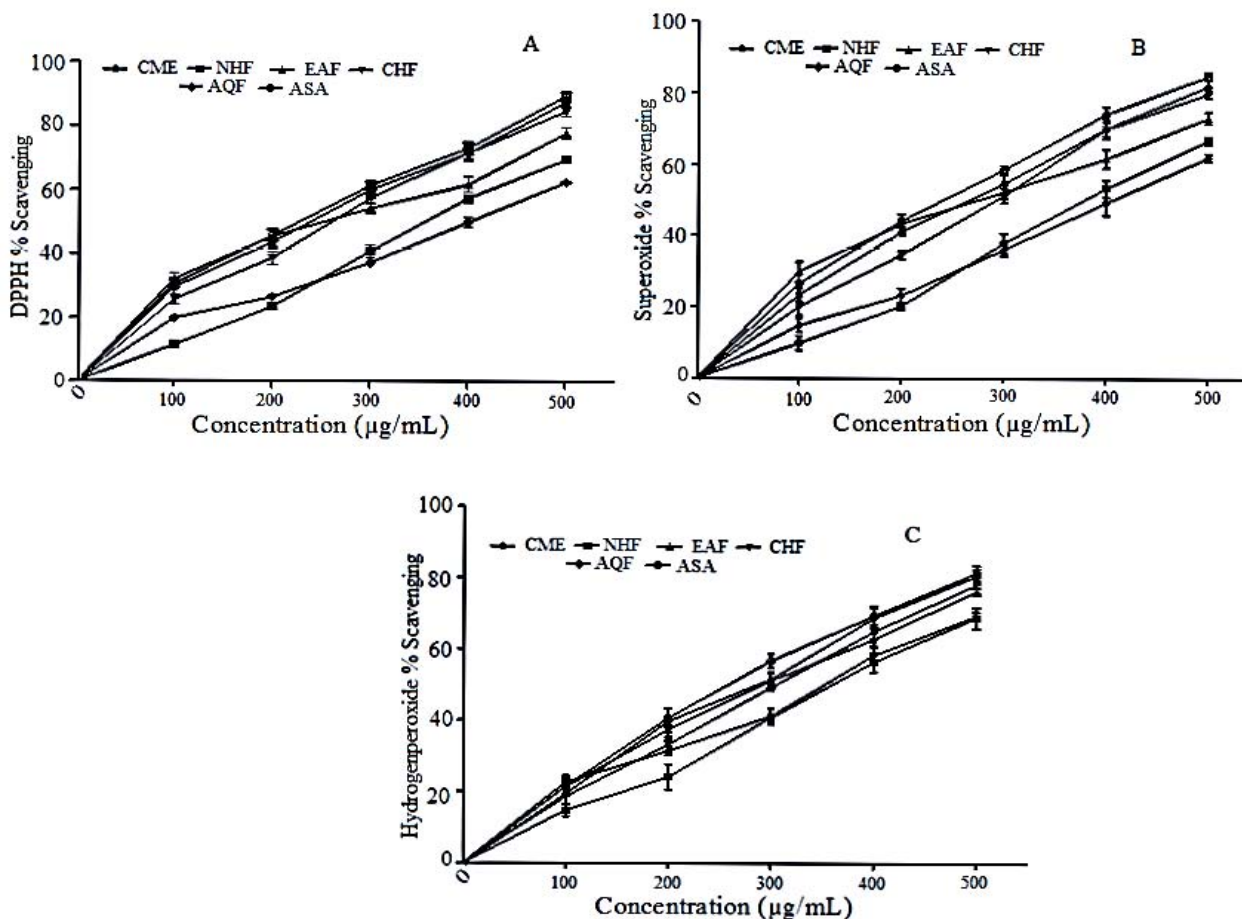 A
DPPH % Scavenging
100
80
60
40
20
0
CME NHF EAF CHF
AQF ASA
0 100 200 300 400 500
Concentration (µg/mL)
B
Superoxide % Scavenging
100
80
60
40
20
0
CME NHF EAF CHF
AQF ASA
0 100 200 300 400 500
Concentration (µg/mL)
C
Hydrogenperoxide % Scavenging
100
80
60
40
20
0
CME NHF EAF CHF
AQF ASA
0 100 200 300 400 500
Concentration (µg/mL)